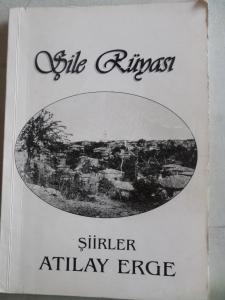 Şile Rüyası
ŞİİRLER
ATILAY ERGE